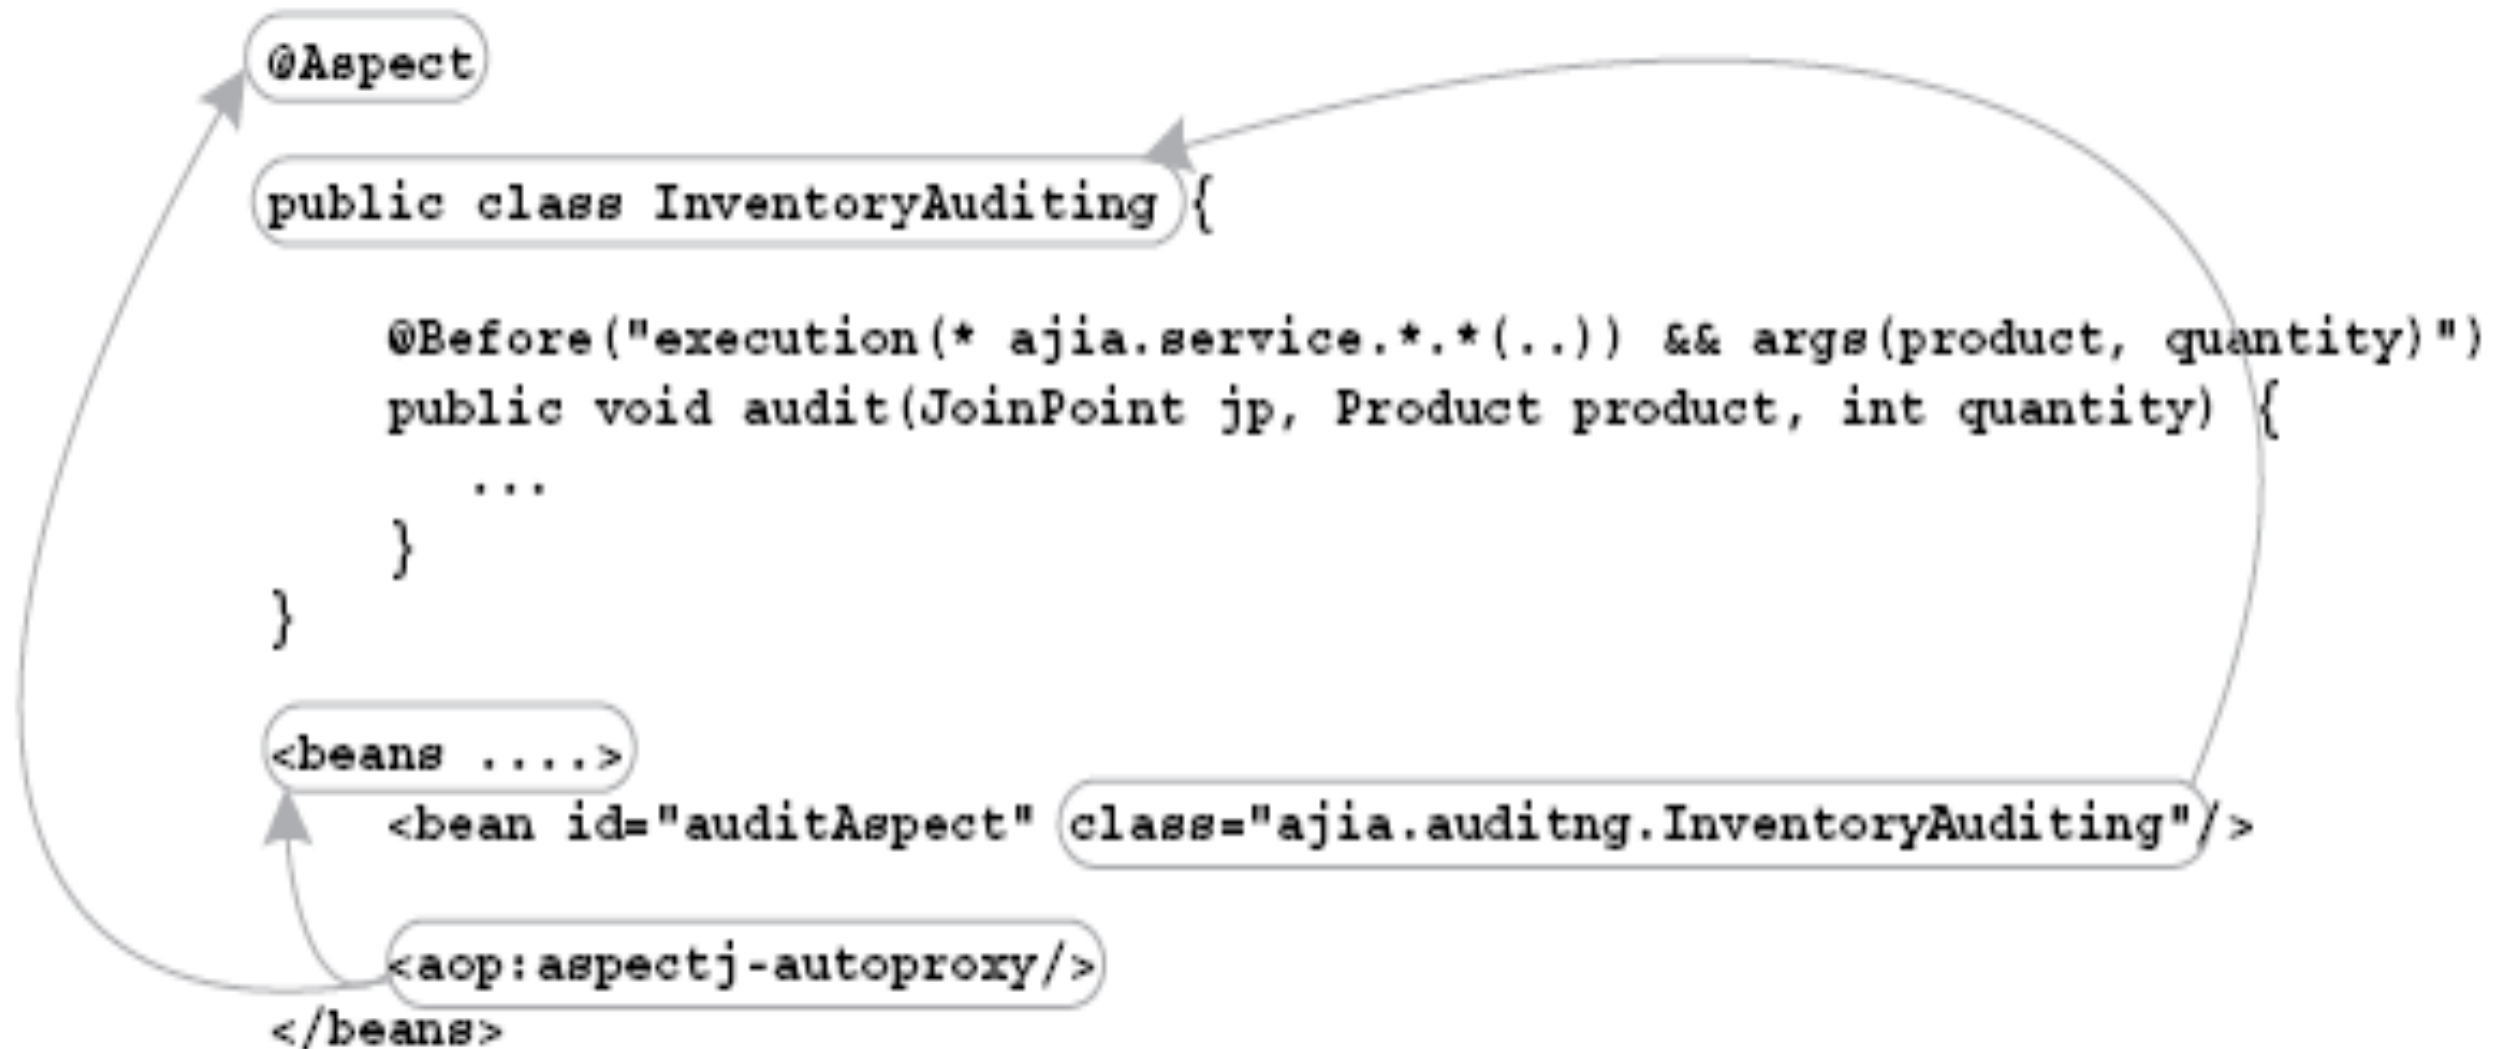 @Aspect
public class InventoryAuditing {
@Before("execution(* ajia.service.*.*(..)) && args(product, quantity)")
public void audit(JoinPoint jp, Product product, int quantity) {
...
}
}
<beans ....>
<bean id="auditAspect" class="ajia.auditng.InventoryAuditing"/>
<aop:aspectj-autoproxy/>
</beans>